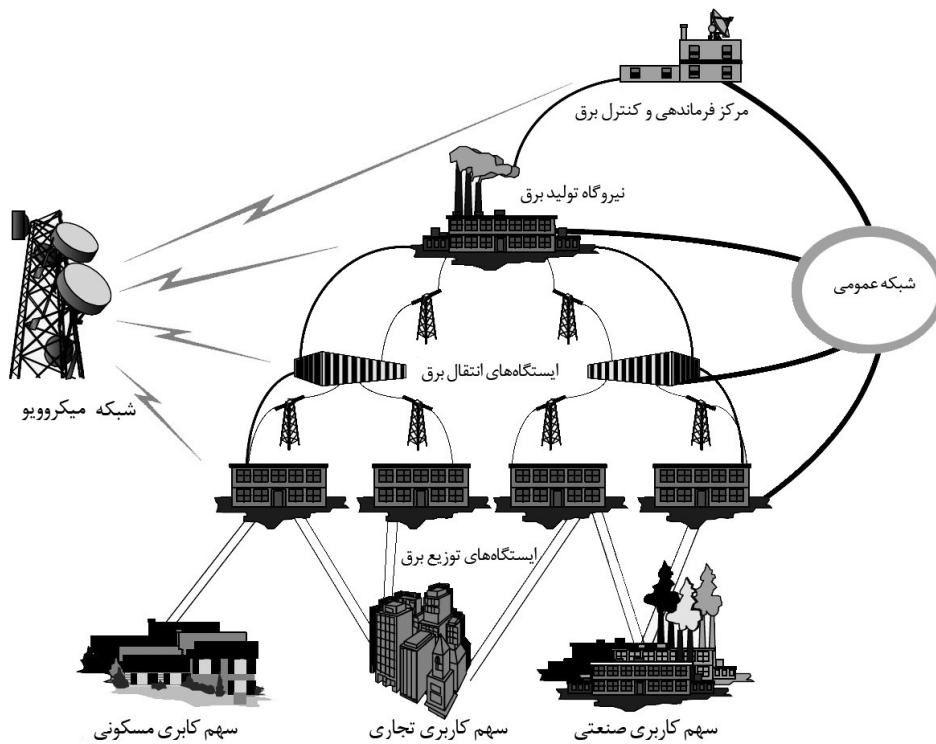 مرکز فرماندهی و کنترل برق
نیروگاه تولید برق
شبکه عمومی
ایستگاه‌های انتقال برق
شبکه میکروویو
ایستگاه‌های توزیع برق
سهم کاربری صنعتی
سهم کاربری تجاری
سهم کابری مسکونی